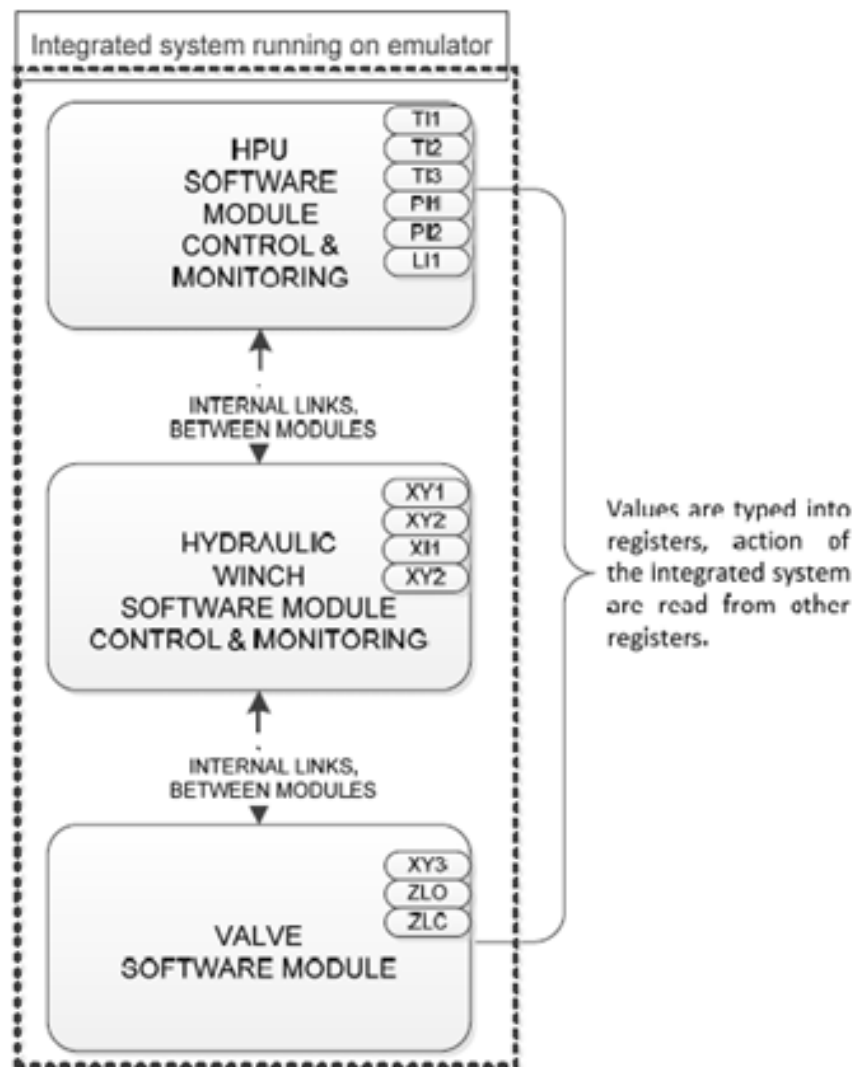 Integrated system running on emulator
HPU
SOFTWARE
MODULE
CONTROL &
MONITORING
TI1
TI2
TI3
PI1
PI2
LI1
INTERNAL LINKS,
BETWEEN MODULES
HYDRAULIC
WINCH
SOFTWARE MODULE
CONTROL & MONITORING
XY1
XY2
XI1
XY2
Values are typed into
registers, action of
the integrated system
are read from other
registers.
INTERNAL LINKS,
BETWEEN MODULES
VALVE
SOFTWARE MODULE
XY3
ZLO
ZLC